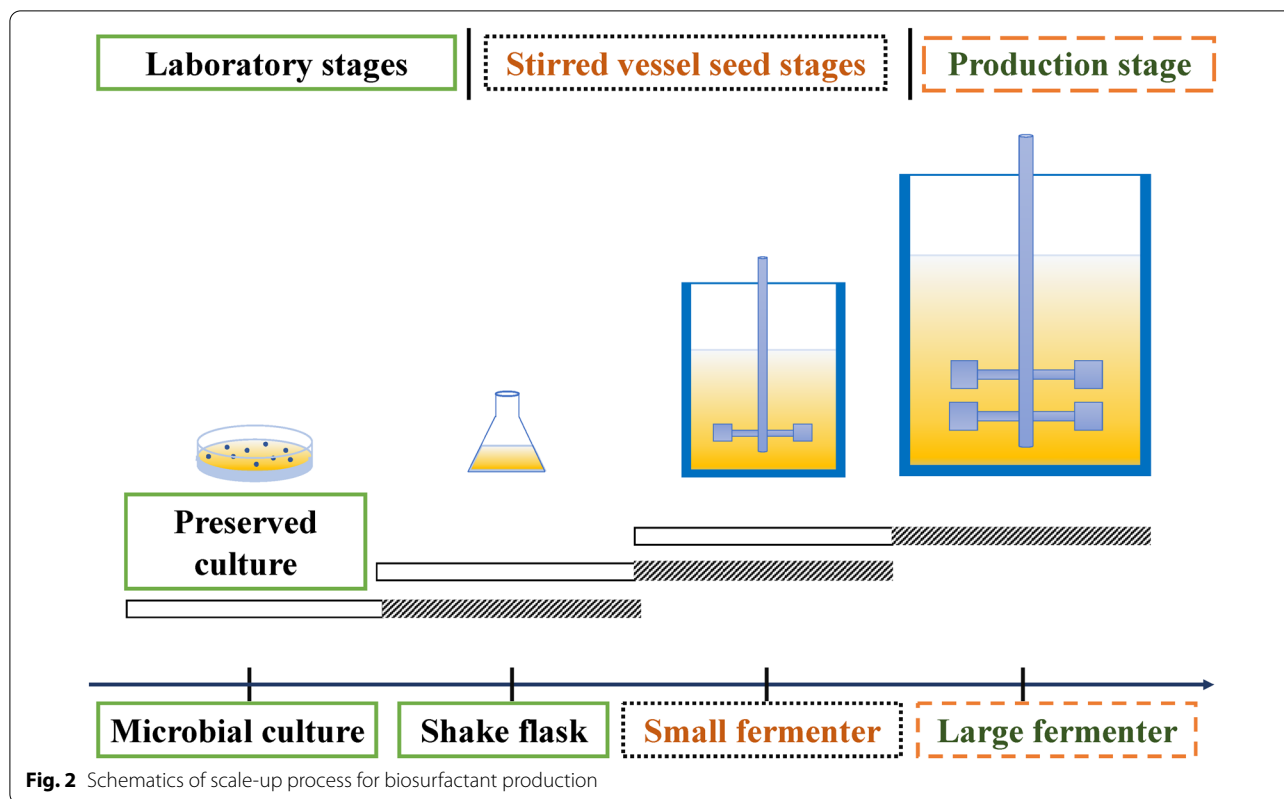 Laboratory stages
Stirred vessel seed stages
Production stage
Preserved
culture
Microbial culture
Shake flask
Small fermenter
Large fermenter
Fig. 2 Schematics of scale-up process for biosurfactant production